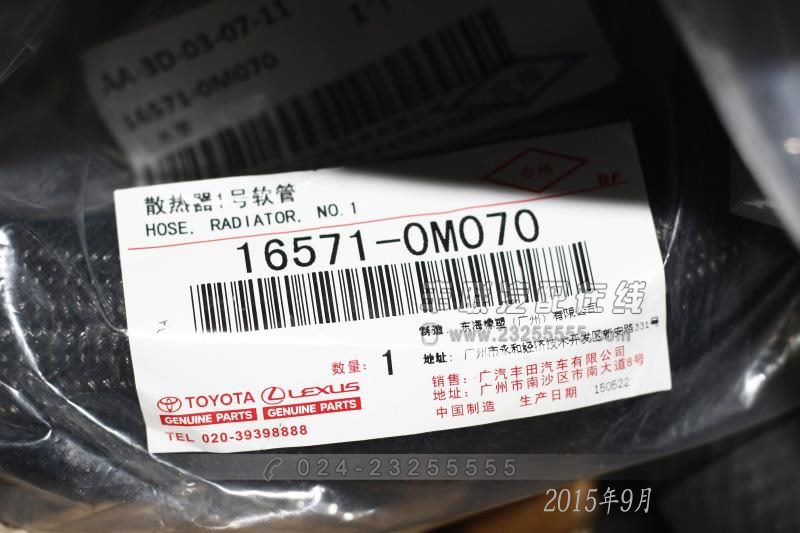 AA-3D-03-07-11
16571-0M070
合格
BF
散热器1号软管
HOSE, RADIATOR, NO.1
16571-0M070
制造 东海橡塑（广州）有限公司
www.23255555.com
地址：广州市永和经济技术开发区新安路331号
数量：1
销售：广汽丰田汽车有限公司
地址：广州市南沙区市南大道8号
中国制造 生产日期 150522
TOYOTA LEXUS
GENUINE PARTS GENUINE PARTS
TEL 020-39398888
024-23255555
2015年9月